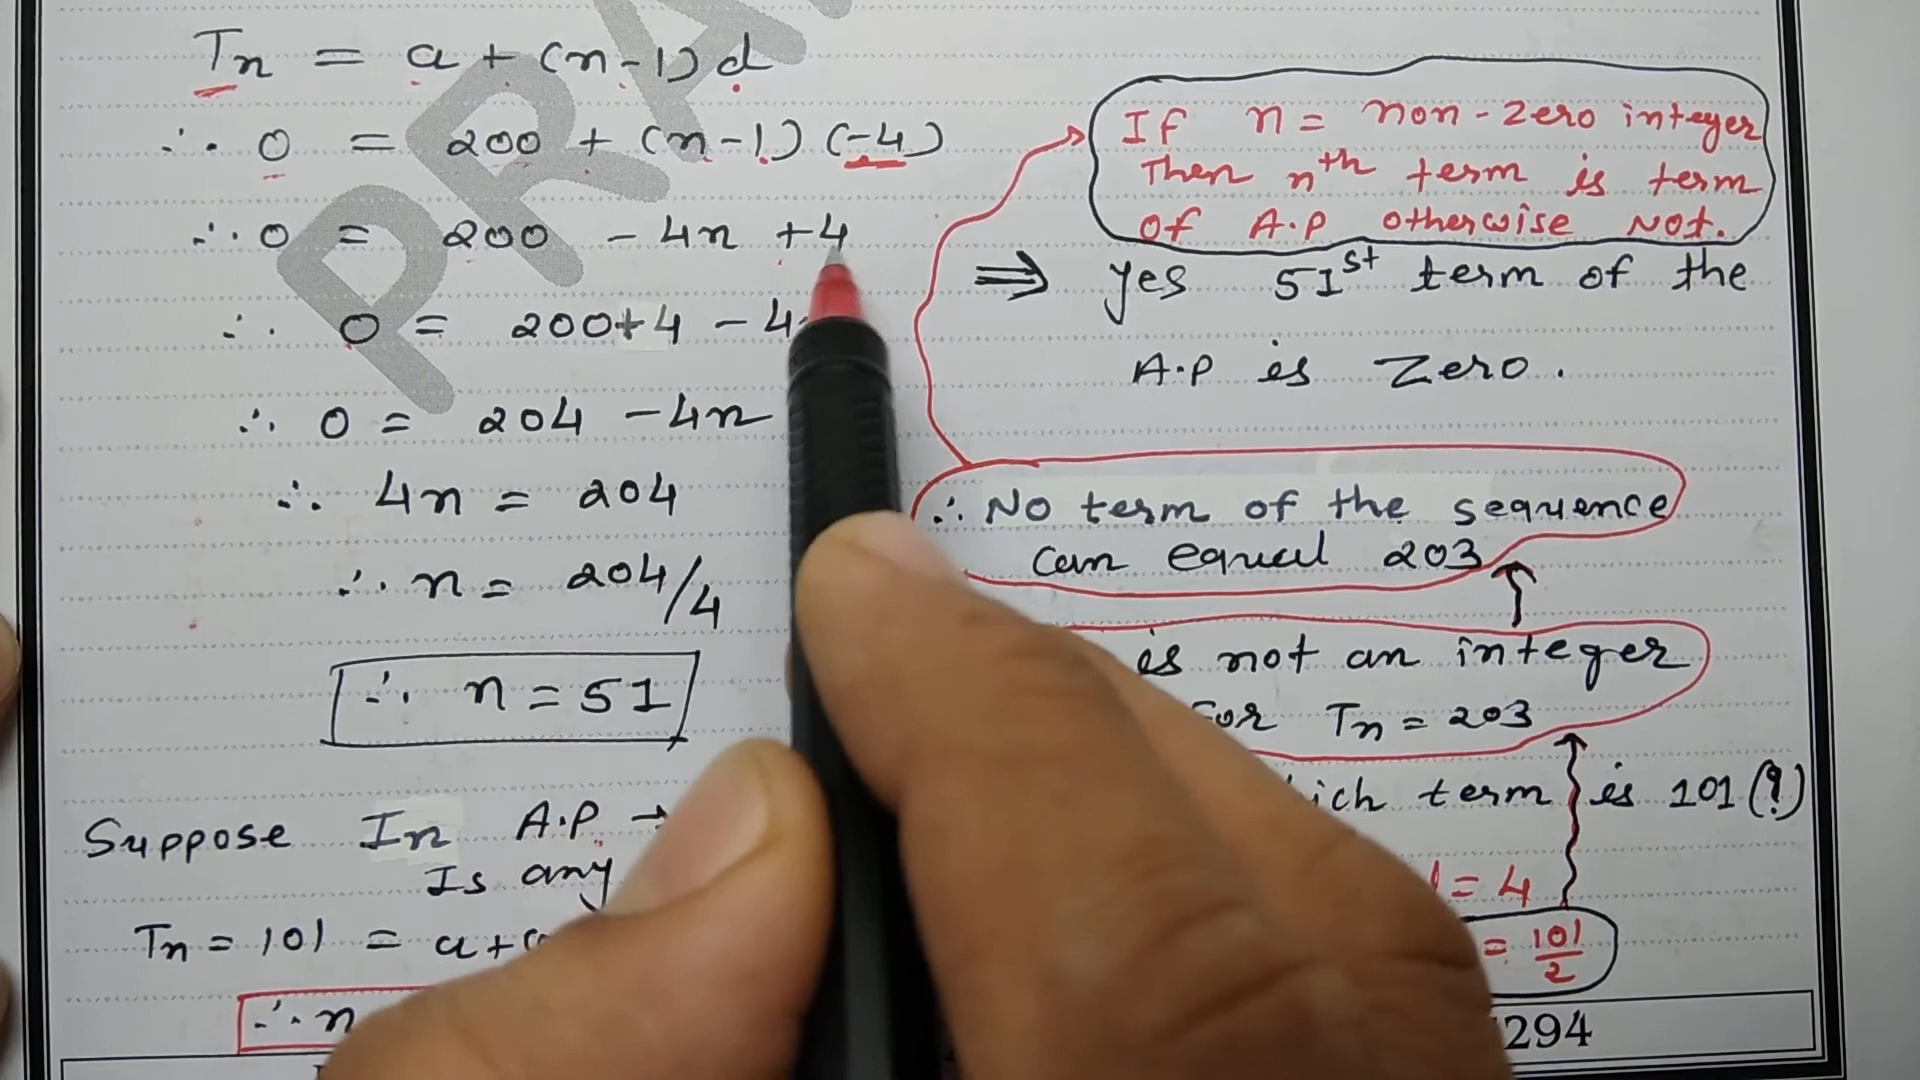 Tn = a + (n-1)d
∴ 0 = 200 + (n-1)(-4)
∴ 0 = 200 - 4n + 4
∴ 0 = 200+4 - 4
∴ 0 = 204 - 4n
∴ 4n = 204
∴ n = 204/4
∴ n = 51
If n = non-zero integer
Then nth term is term
Of A.P otherwise Not.
⇒ yes 51st term of the
A.P is Zero.
∴ No term of the sequence
can equal 203
is not an integer
For Tn = 203
Suppose In A.P →
term is 101(?)
Is any
= 4
Tn = 101 = a+(
= 101/2
∴ n
294
PRA